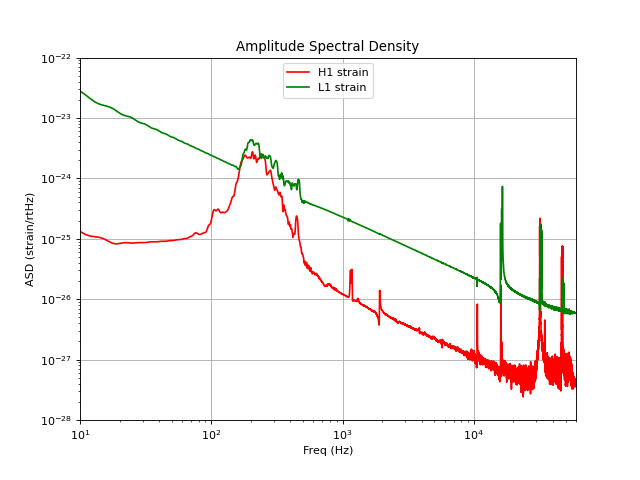 Amplitude Spectral Density
H1 strain
L1 strain
ASD (strain/rtHz)
10⁻²²
10⁻²³
10⁻²⁴
10⁻²⁵
10⁻²⁶
10⁻²⁷
10⁻²⁸
10¹ 10² 10³ 10⁴
Freq (Hz)